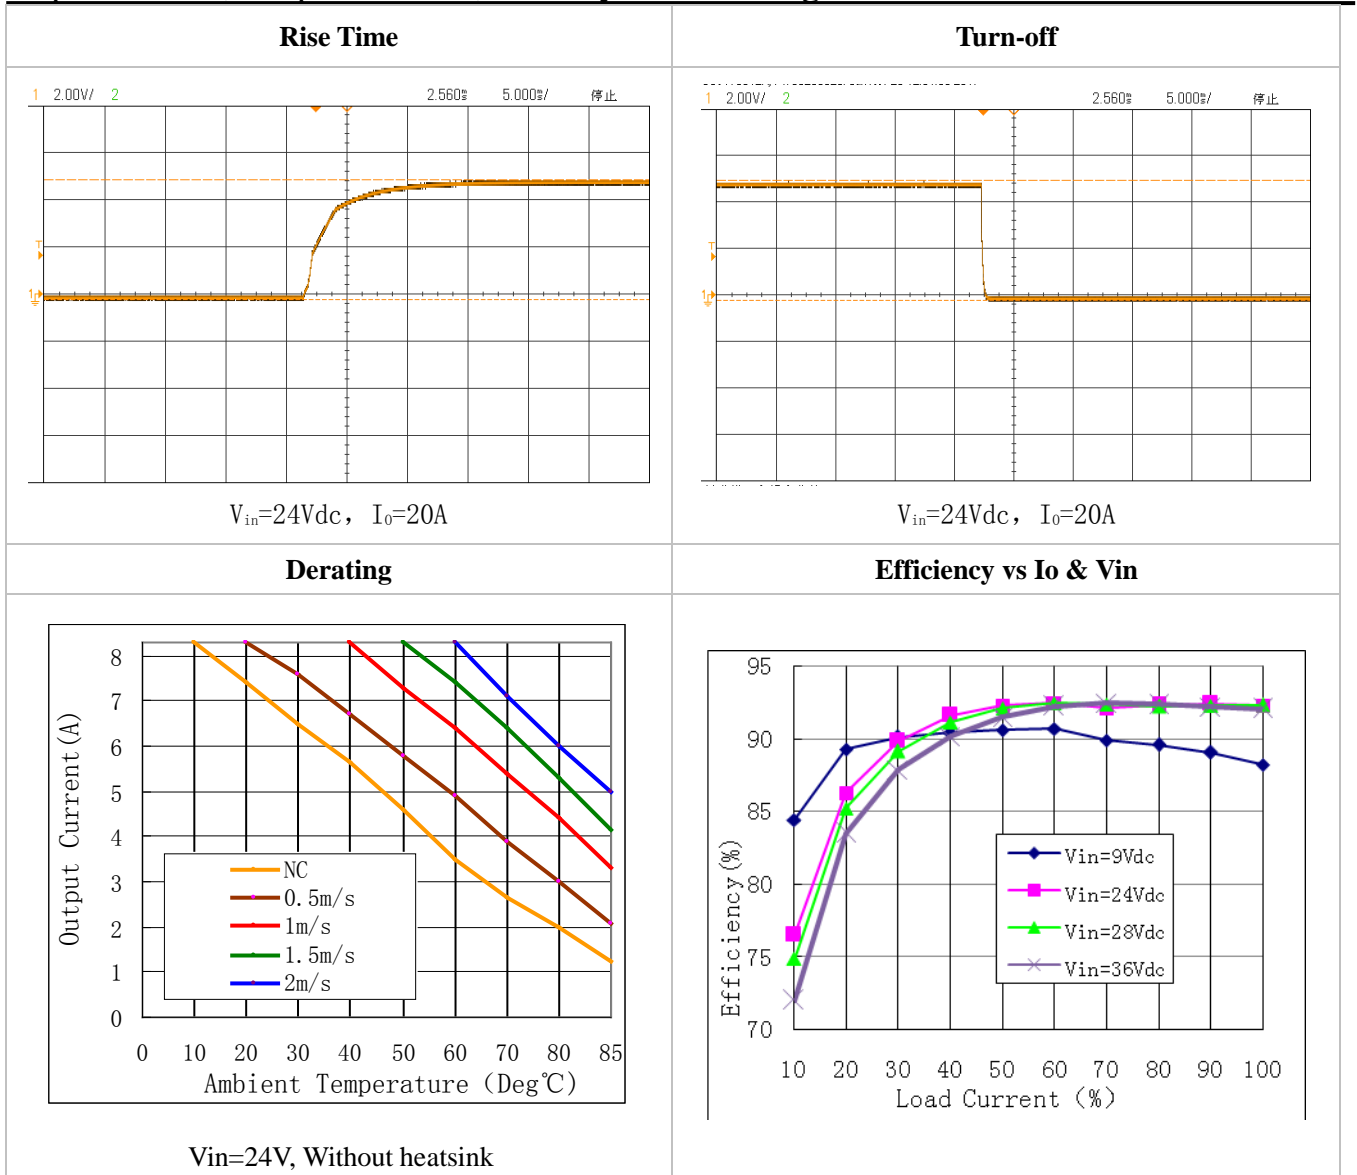 Rise Time
Turn-off
1 2.00V/ 2 2.560 5.000 / 停止
1 2.00V/ 2 2.560 5.000 / 停止
T
T
1
1
Vin=24Vdc, I0=20A
Vin=24Vdc, I0=20A
Derating
Efficiency vs Io & Vin
8
7
6
5
4
3
2
1
0
Output Current(A)
NC
0.5m/s
1m/s
1.5m/s
2m/s
0 10 20 30 40 50 60 70 80 85
Ambient Temperature (Deg℃)
Vin=24V, Without heatsink
95
90
85
80
75
70
Efficiency(%)
Vin=9Vdc
Vin=24Vdc
Vin=28Vdc
Vin=36Vdc
10 20 30 40 50 60 70 80 90 100
Load Current (%)